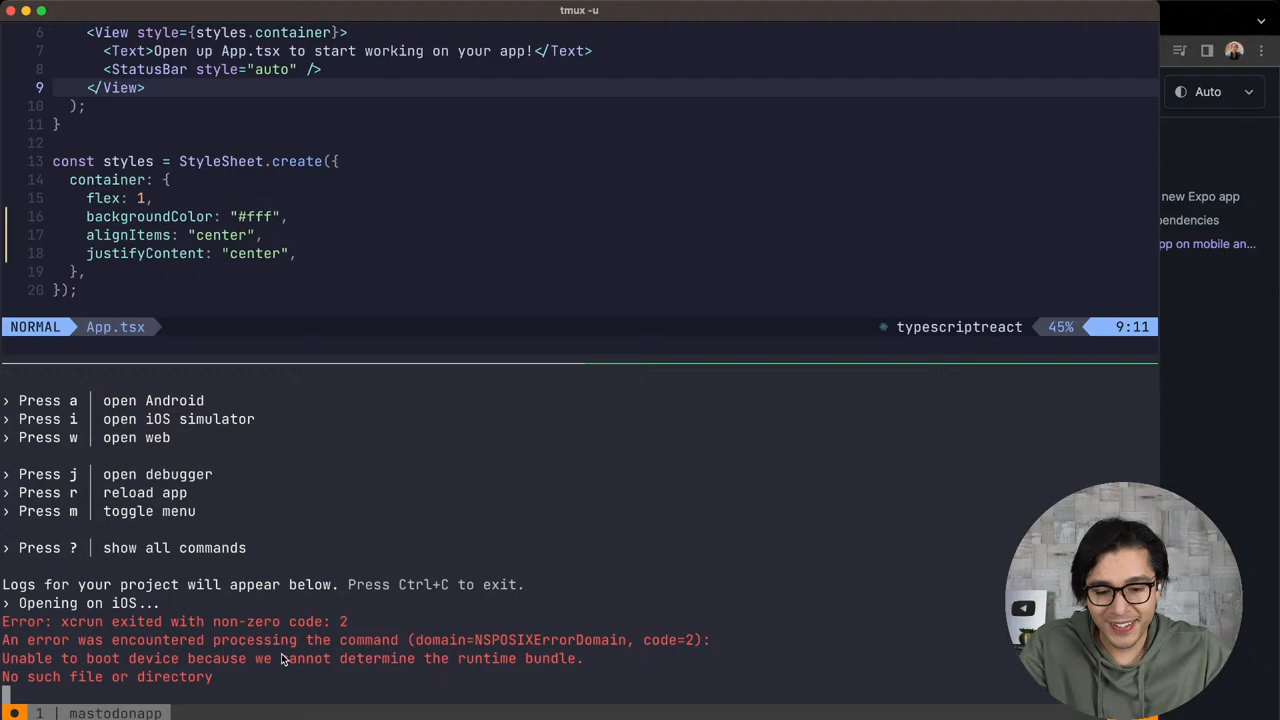 tmux -u
6 <View style={styles.container}>
7 <Text>Open up App.tsx to start working on your app!</Text>
8 <StatusBar style="auto" />
9 </View>
10 );
11 }
12
13 const styles = StyleSheet.create({
14 container: {
15 flex: 1,
16 backgroundColor: "#fff",
17 alignItems: "center",
18 justifyContent: "center",
19 },
20 });
NORMAL App.tsx typescriptreact 45% 9:11
Auto
new Expo app
pendencies
pp on mobile an...
› Press a │ open Android
› Press i │ open iOS simulator
› Press w │ open web
› Press j │ open debugger
› Press r │ reload app
› Press m │ toggle menu
› Press ? │ show all commands
Logs for your project will appear below. Press Ctrl+C to exit.
› Opening on iOS...
Error: xcrun exited with non-zero code: 2
An error was encountered processing the command (domain=NSPOSIXErrorDomain, code=2):
Unable to boot device because we cannot determine the runtime bundle.
No such file or directory
1 | mastodonapp